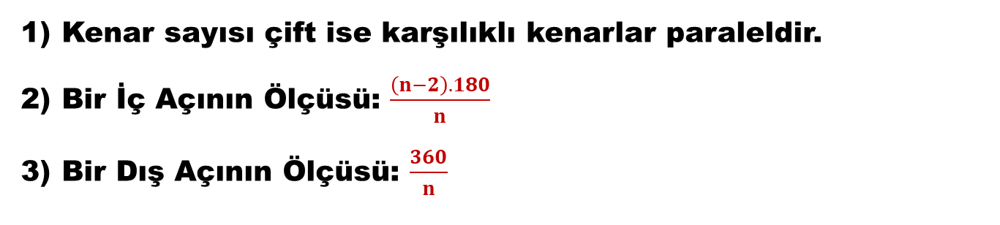 1) Kenar sayısı çift ise karşılıklı kenarlar paraleldir.
2) Bir İç Açının Ölçüsü: (n−2).180 / n
3) Bir Dış Açının Ölçüsü: 360 / n